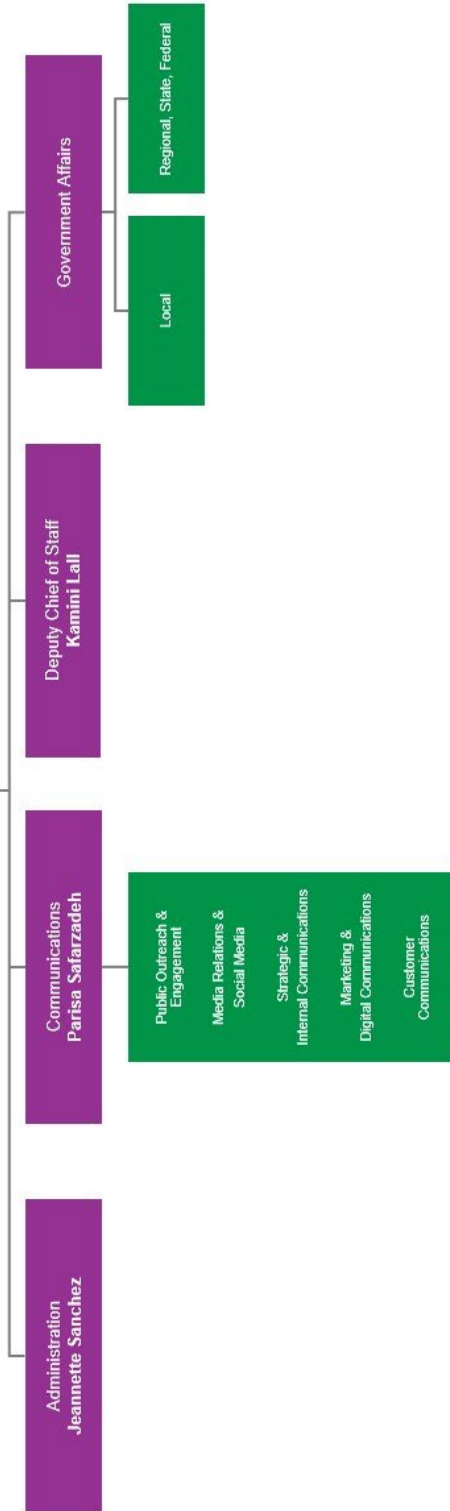 Administration
Jeannette Sanchez
Communications
Parisa Safarzadeh
Public Outreach &
Engagement
Media Relations &
Social Media
Strategic &
Internal Communications
Marketing &
Digital Communications
Customer
Communications
Deputy Chief of Staff
Kamini Lall
Government Affairs
Local
Regional, State, Federal